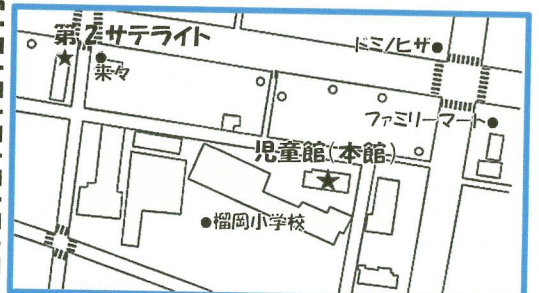 第2サテライト
ドミノピザ
来々
ファミリーマート
児童館(本館)
榴岡小学校